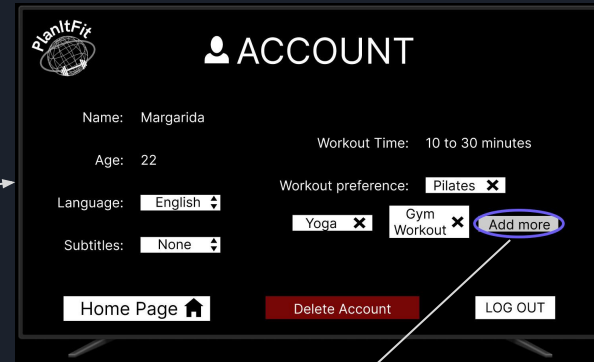 PlanItFit
ACCOUNT
Name: Margarida
Age: 22
Language: English
Subtitles: None
Workout Time: 10 to 30 minutes
Workout preference: Pilates
Yoga
Gym
Workout
Add more
Home Page
Delete Account
LOG OUT